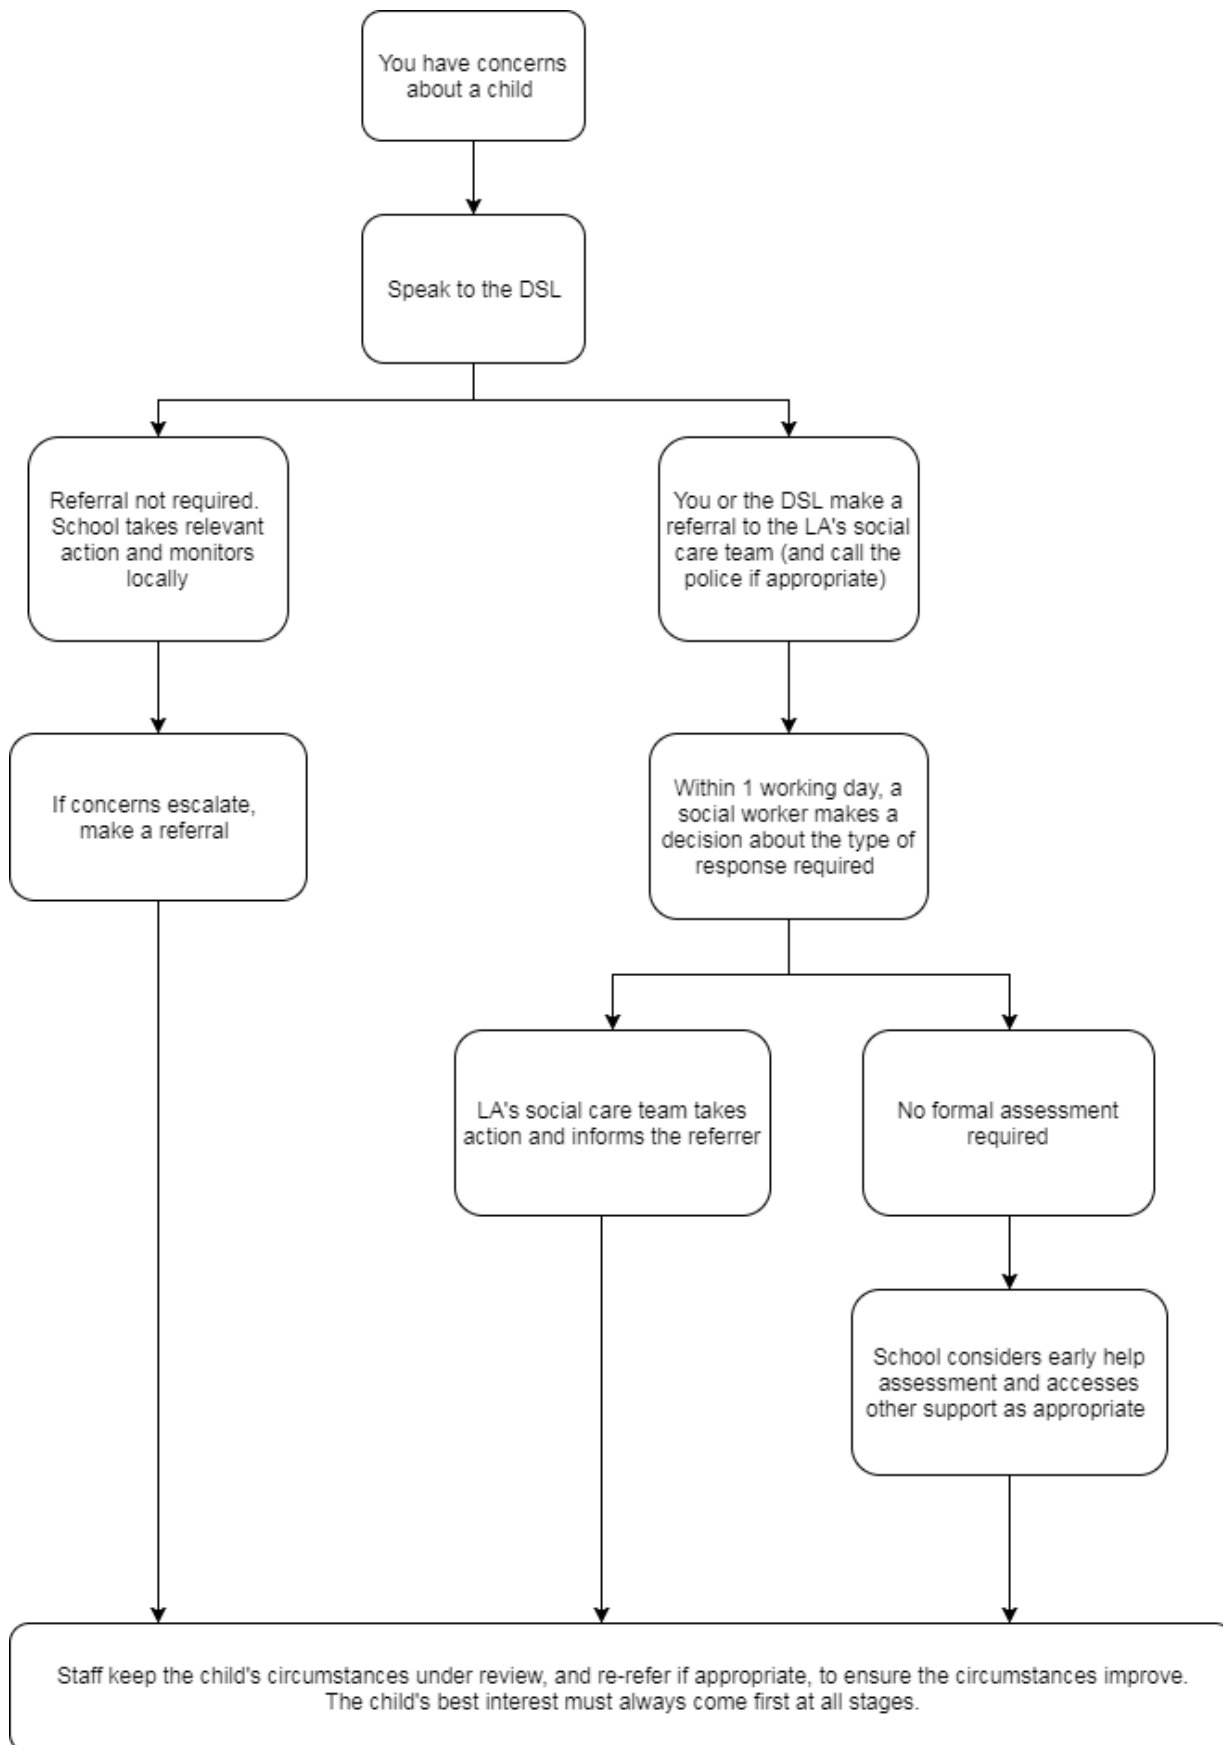 You have concerns
about a child
Speak to the DSL
Referral not required.
School takes relevant
action and monitors
locally
You or the DSL make a
referral to the LA's social
care team (and call the
police if appropriate)
If concerns escalate,
make a referral
Within 1 working day, a
social worker makes a
decision about the type of
response required
LA's social care team takes
action and informs the referrer
No formal assessment
required
School considers early help
assessment and accesses
other support as appropriate
Staff keep the child's circumstances under review, and re-refer if appropriate, to ensure the circumstances improve.
The child's best interest must always come first at all stages.